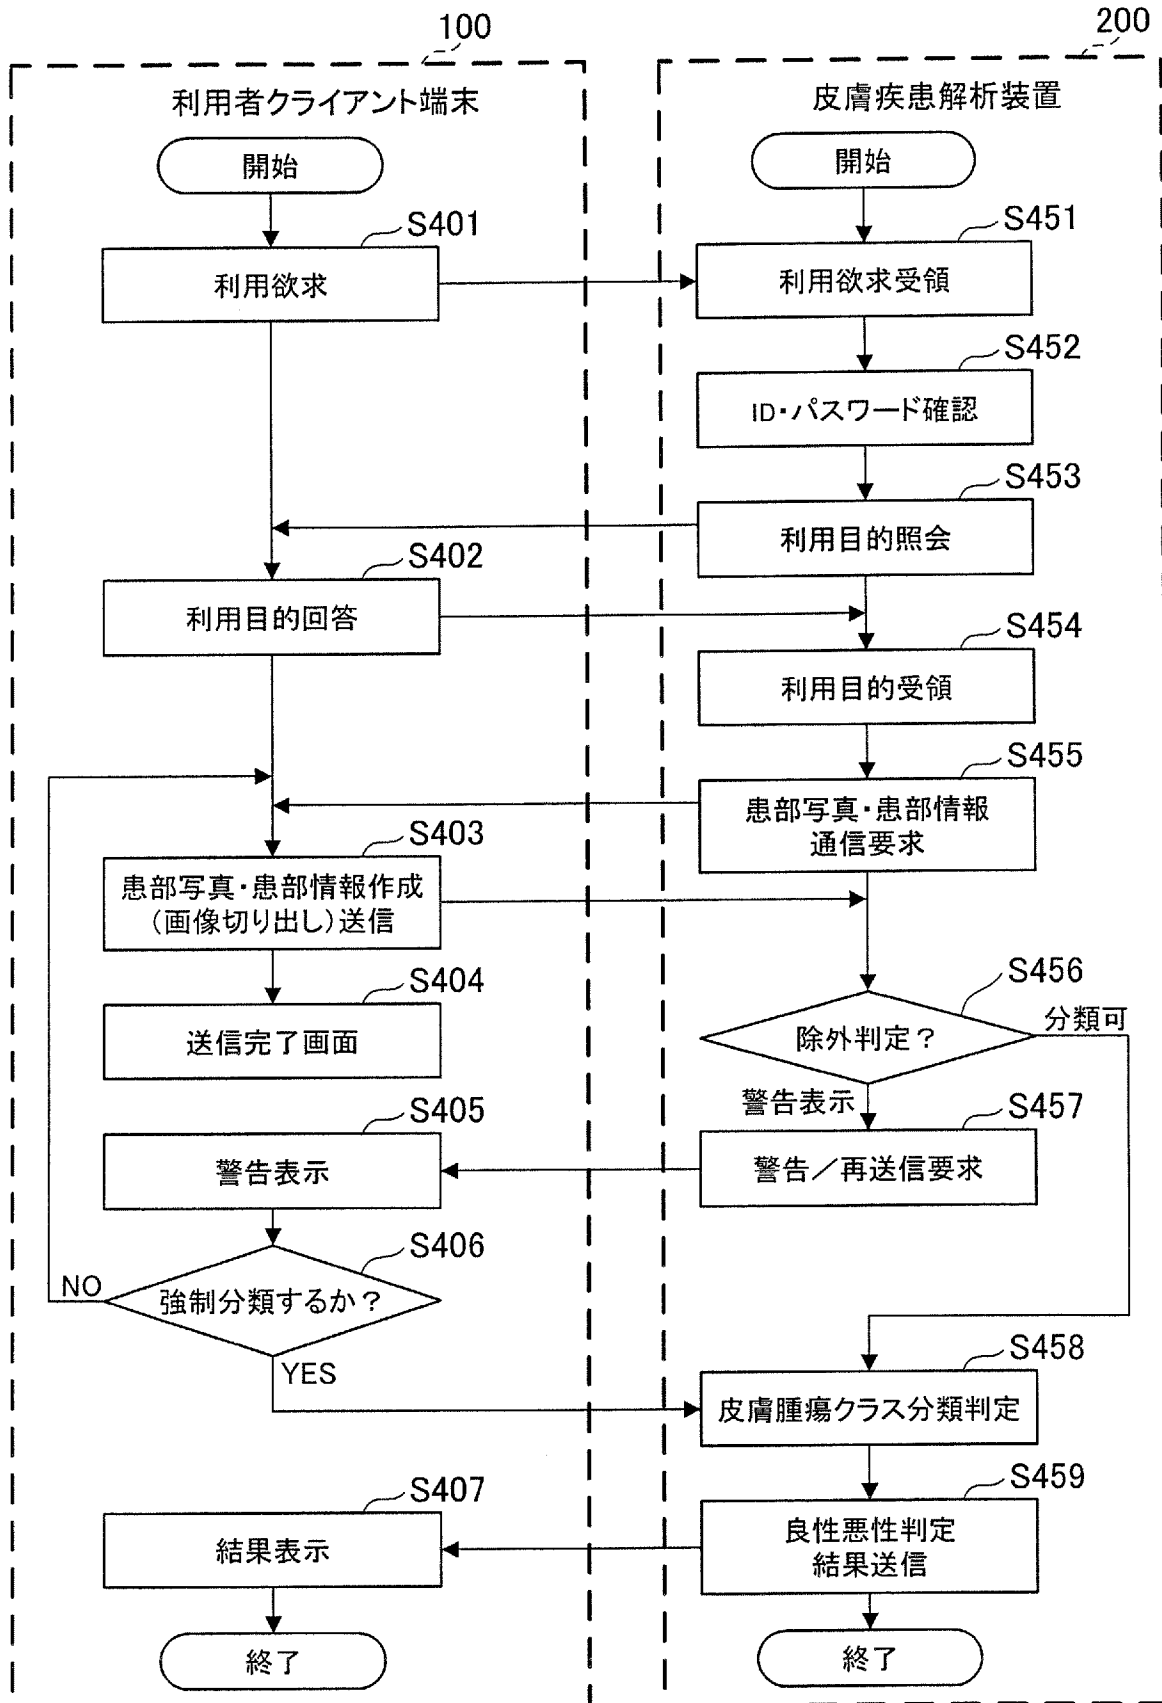 100
利用者クライアント端末
開始
S401
利用欲求
S402
利用目的回答
S403
患部写真・患部情報作成
(画像切り出し)送信
S404
送信完了画面
S405
警告表示
S406
強制分類するか?
NO
YES
S407
結果表示
終了
200
皮膚疾患解析装置
開始
S451
利用欲求受領
S452
ID・パスワード確認
S453
利用目的照会
S454
利用目的受領
S455
患部写真・患部情報
通信要求
S456
除外判定?
分類可
警告表示
S457
警告/再送信要求
S458
皮膚腫瘍クラス分類判定
S459
良性悪性判定
結果送信
終了